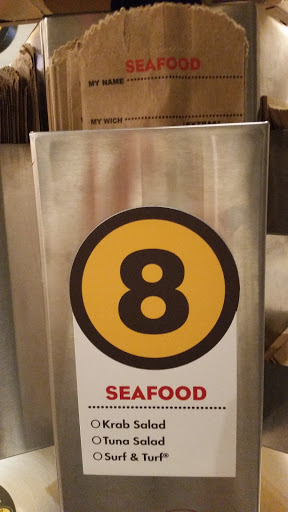 SEAFOOD
MY NAME
MY WICH
8
SEAFOOD
Krab Salad
Tuna Salad
Surf & Turf®